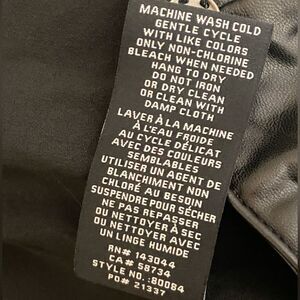 MACHINE WASH COLD
GENTLE CYCLE
WITH LIKE COLORS
ONLY NON-CHLORINE
BLEACH WHEN NEEDED
HANG TO DRY
DO NOT IRON
OR DRY CLEAN
OR CLEAN WITH
DAMP CLOTH
LAVER À LA MACHINE
À L'EAU FROIDE
AU CYCLE DÉLICAT
AVEC DES COULEURS
SEMBLABLES
UTILISER UN AGENT DE
BLANCHIMENT NON
CHLORÉ AU BESOIN
SUSPENDRE POUR SÉCHER
NE PAS REPASSER
OU NETTOYER À SEC
OU NETTOYER AVEC
UN LINGE HUMIDE
RN# 143044
CA# 58734
STYLE NO.:80084
PO# 21337